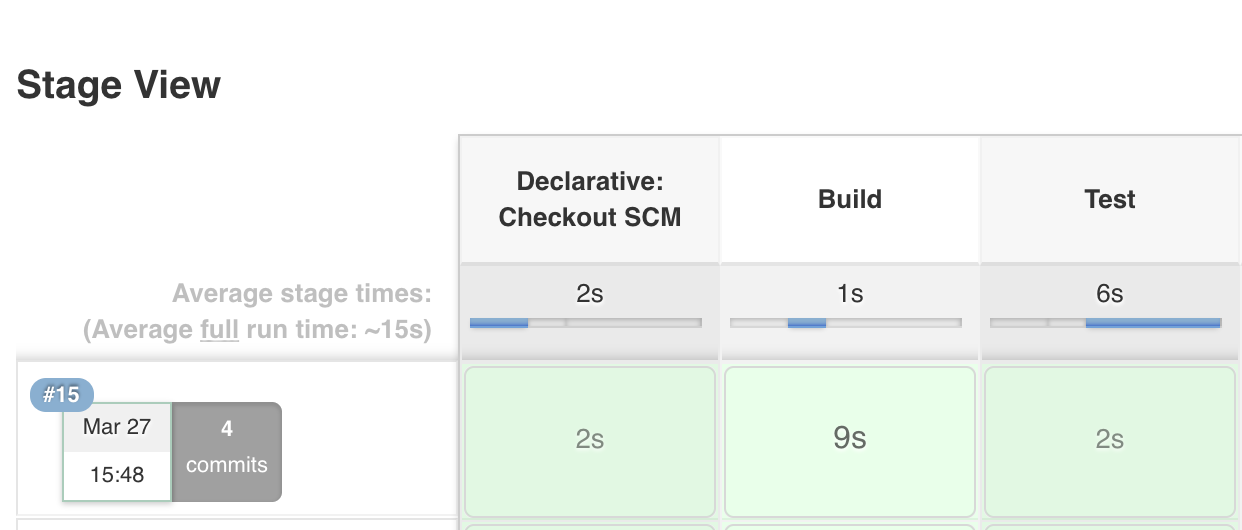 Stage View
Declarative:
Checkout SCM
Build
Test
Average stage times:
(Average full run time: ~15s)
2s
1s
6s
#15
Mar 27
15:48
4
commits
2s
9s
2s